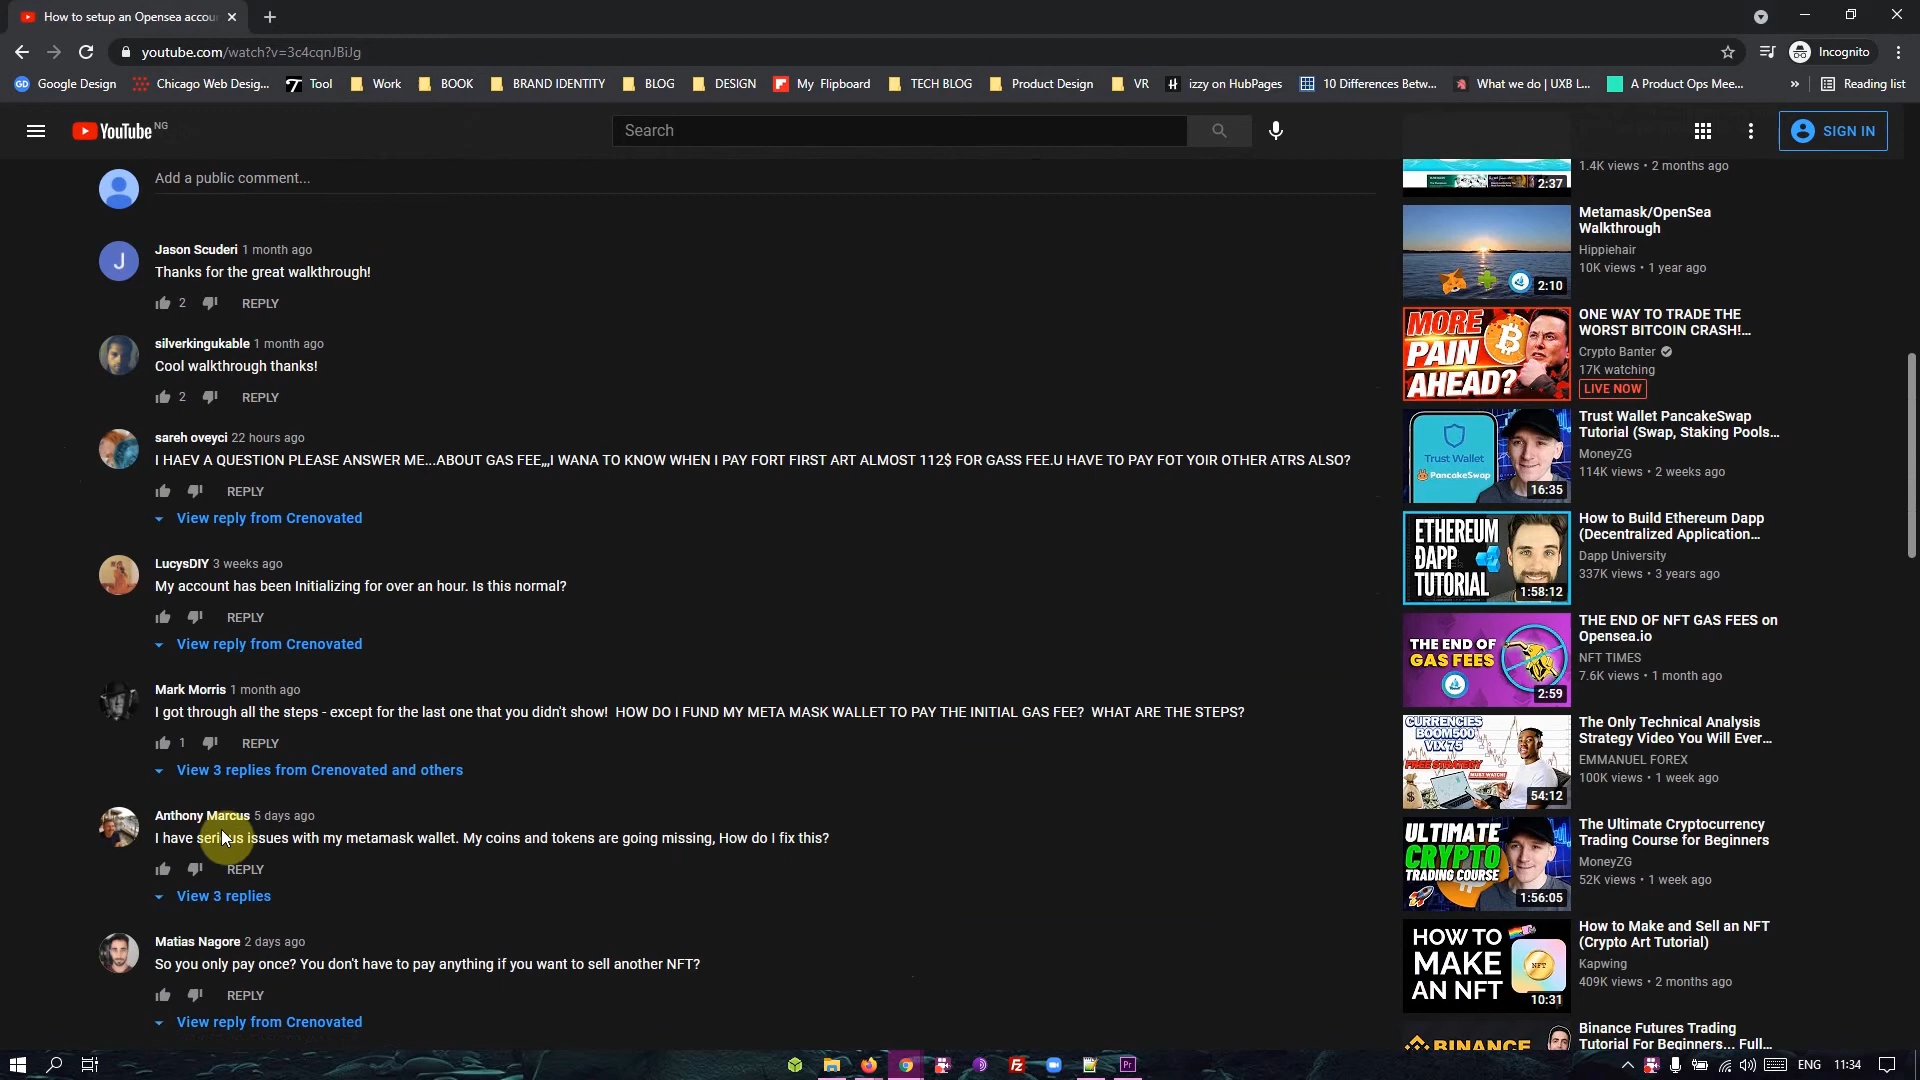 How to setup an Opensea accou
youtube.com/watch?v=3c4cqnJBiJg
Incognito
GD Google Design
Chicago Web Desig...
Tool
Work
BOOK
BRAND IDENTITY
BLOG
DESIGN
My Flipboard
TECH BLOG
Product Design
VR
izzy on HubPages
10 Differences Betw...
What we do | UXB L...
A Product Ops Mee...
»
Reading list
YouTube NG
Search
SIGN IN
Add a public comment...
Jason Scuderi 1 month ago
Thanks for the great walkthrough!
2 REPLY
silverkingukable 1 month ago
Cool walkthrough thanks!
2 REPLY
sareh oveyci 22 hours ago
I HAEV A QUESTION PLEASE ANSWER ME...ABOUT GAS FEE,,,I WANA TO KNOW WHEN I PAY FORT FIRST ART ALMOST 112$ FOR GASS FEE.U HAVE TO PAY FOT YOIR OTHER ATRS ALSO?
REPLY
View reply from Crenovated
LucysDIY 3 weeks ago
My account has been Initializing for over an hour. Is this normal?
REPLY
View reply from Crenovated
Mark Morris 1 month ago
I got through all the steps - except for the last one that you didn't show!  HOW DO I FUND MY META MASK WALLET TO PAY THE INITIAL GAS FEE?  WHAT ARE THE STEPS?
1 REPLY
View 3 replies from Crenovated and others
Anthony Marcus 5 days ago
I have serious issues with my metamask wallet. My coins and tokens are going missing, How do I fix this?
REPLY
View 3 replies
Matias Nagore 2 days ago
So you only pay once? You don't have to pay anything if you want to sell another NFT?
REPLY
View reply from Crenovated
1.4K views • 2 months ago
2:37
Metamask/OpenSea
Walkthrough
Hippiehair
10K views • 1 year ago
2:10
MORE
PAIN
AHEAD?
ONE WAY TO TRADE THE
WORST BITCOIN CRASH!...
Crypto Banter
17K watching
LIVE NOW
Trust Wallet
PancakeSwap
16:35
Trust Wallet PancakeSwap
Tutorial (Swap, Staking Pools...
MoneyZG
114K views • 2 weeks ago
ETHEREUM
ĐAPP
TUTORIAL
1:58:12
How to Build Ethereum Dapp
(Decentralized Application...
Dapp University
337K views • 3 years ago
THE END OF
GAS FEES
2:59
THE END OF NFT GAS FEES on
Opensea.io
NFT TIMES
7.6K views • 1 month ago
CURRENCIES
BOOM500
VIX 75
FREE STRATEGY
MUST WATCH!
54:12
The Only Technical Analysis
Strategy Video You Will Ever...
EMMANUEL FOREX
100K views • 1 week ago
ULTIMATE
CRYPTO
TRADING COURSE
1:56:05
The Ultimate Cryptocurrency
Trading Course for Beginners
MoneyZG
52K views • 1 week ago
HOW TO
MAKE
AN NFT
NFT
10:31
How to Make and Sell an NFT
(Crypto Art Tutorial)
Kapwing
409K views • 2 months ago
BINANCE
Binance Futures Trading
Tutorial For Beginners... Full...
ENG
11:34